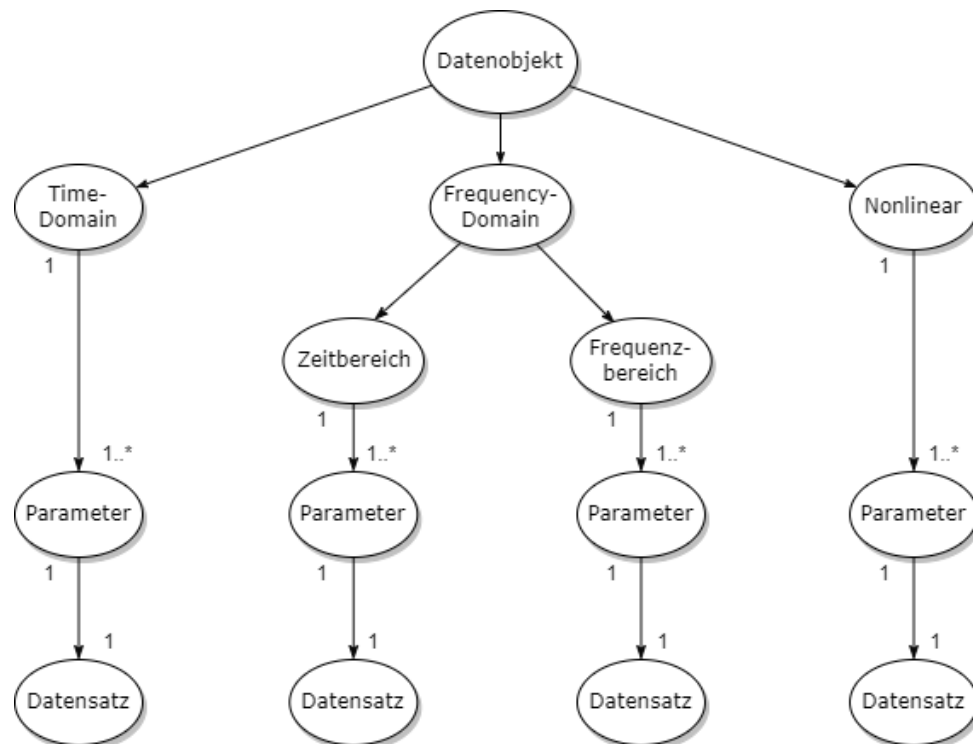 Datenobjekt
Time-
Domain
Frequency-
Domain
Nonlinear
1
1
Zeitbereich
Frequenz-
bereich
1
1
1..*
1..*
1..*
1..*
Parameter
Parameter
Parameter
Parameter
1
1
1
1
1
1
1
1
Datensatz
Datensatz
Datensatz
Datensatz